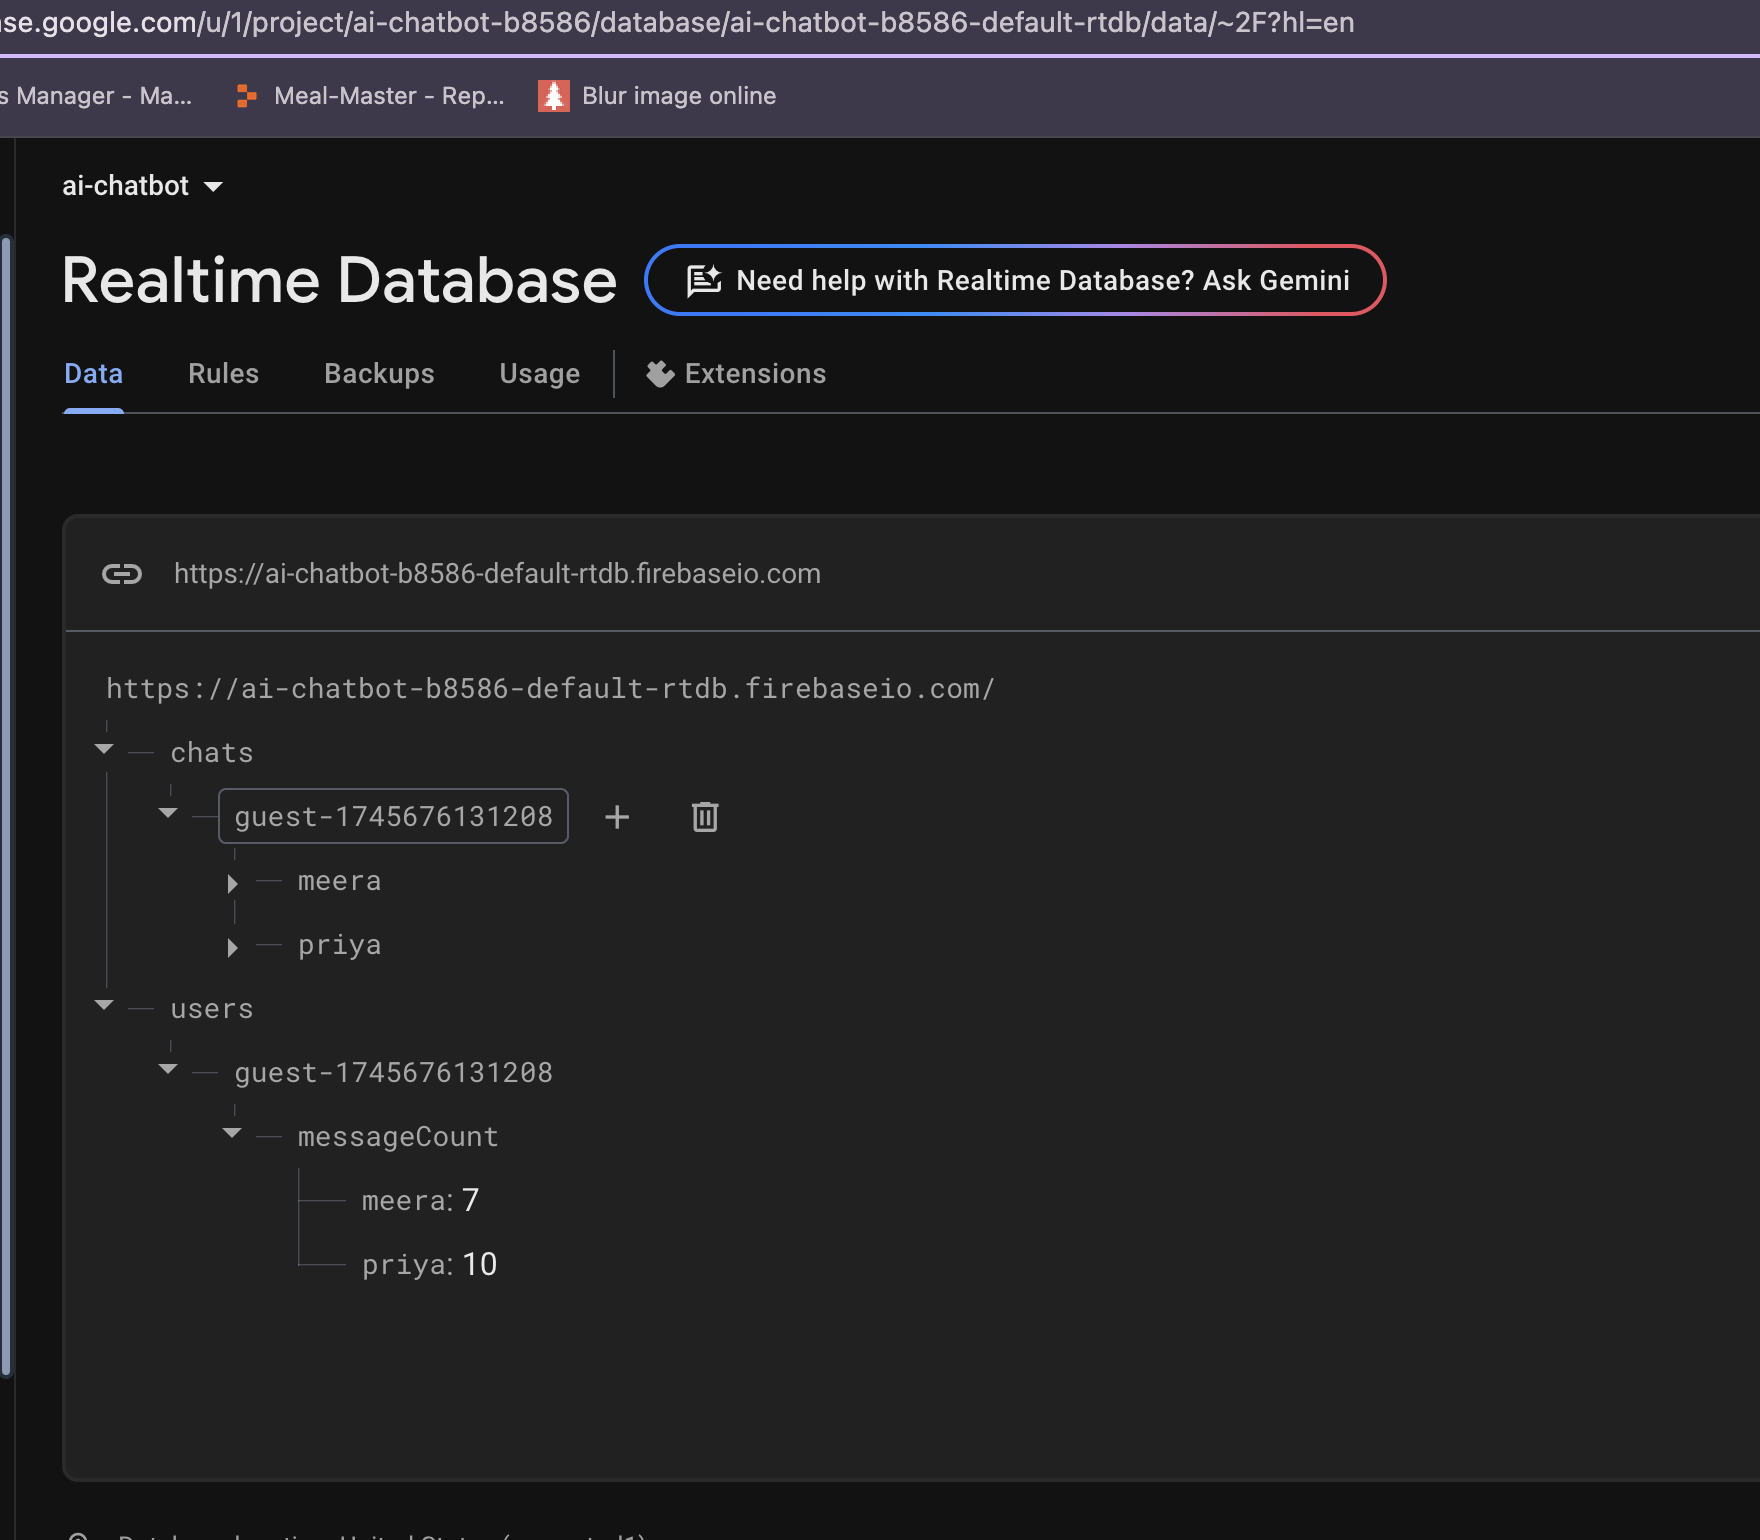 se.google.com/u/1/project/ai-chatbot-b8586/database/ai-chatbot-b8586-default-rtdb/data/~2F?hl=en
s Manager - Ma...
Meal-Master - Rep...
Blur image online
ai-chatbot
Realtime Database
Need help with Realtime Database? Ask Gemini
Data
Rules
Backups
Usage
Extensions
https://ai-chatbot-b8586-default-rtdb.firebaseio.com
https://ai-chatbot-b8586-default-rtdb.firebaseio.com/
chats
guest-1745676131208
meera
priya
users
guest-1745676131208
messageCount
meera: 7
priya: 10